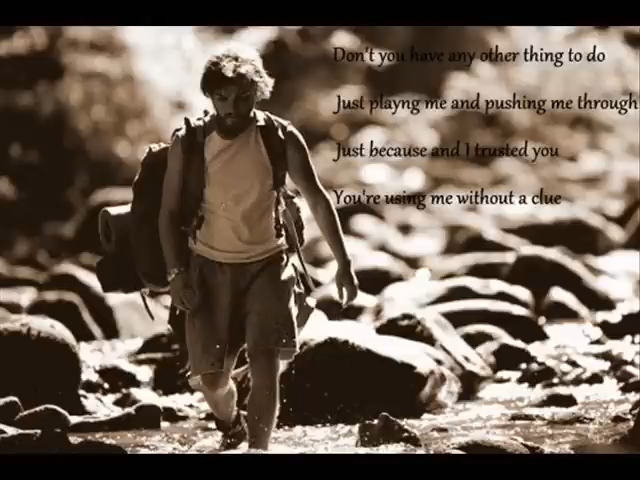 Don't you have any other thing to do
Just playng me and pushing me through
Just because and I trusted you
You're using me without a clue